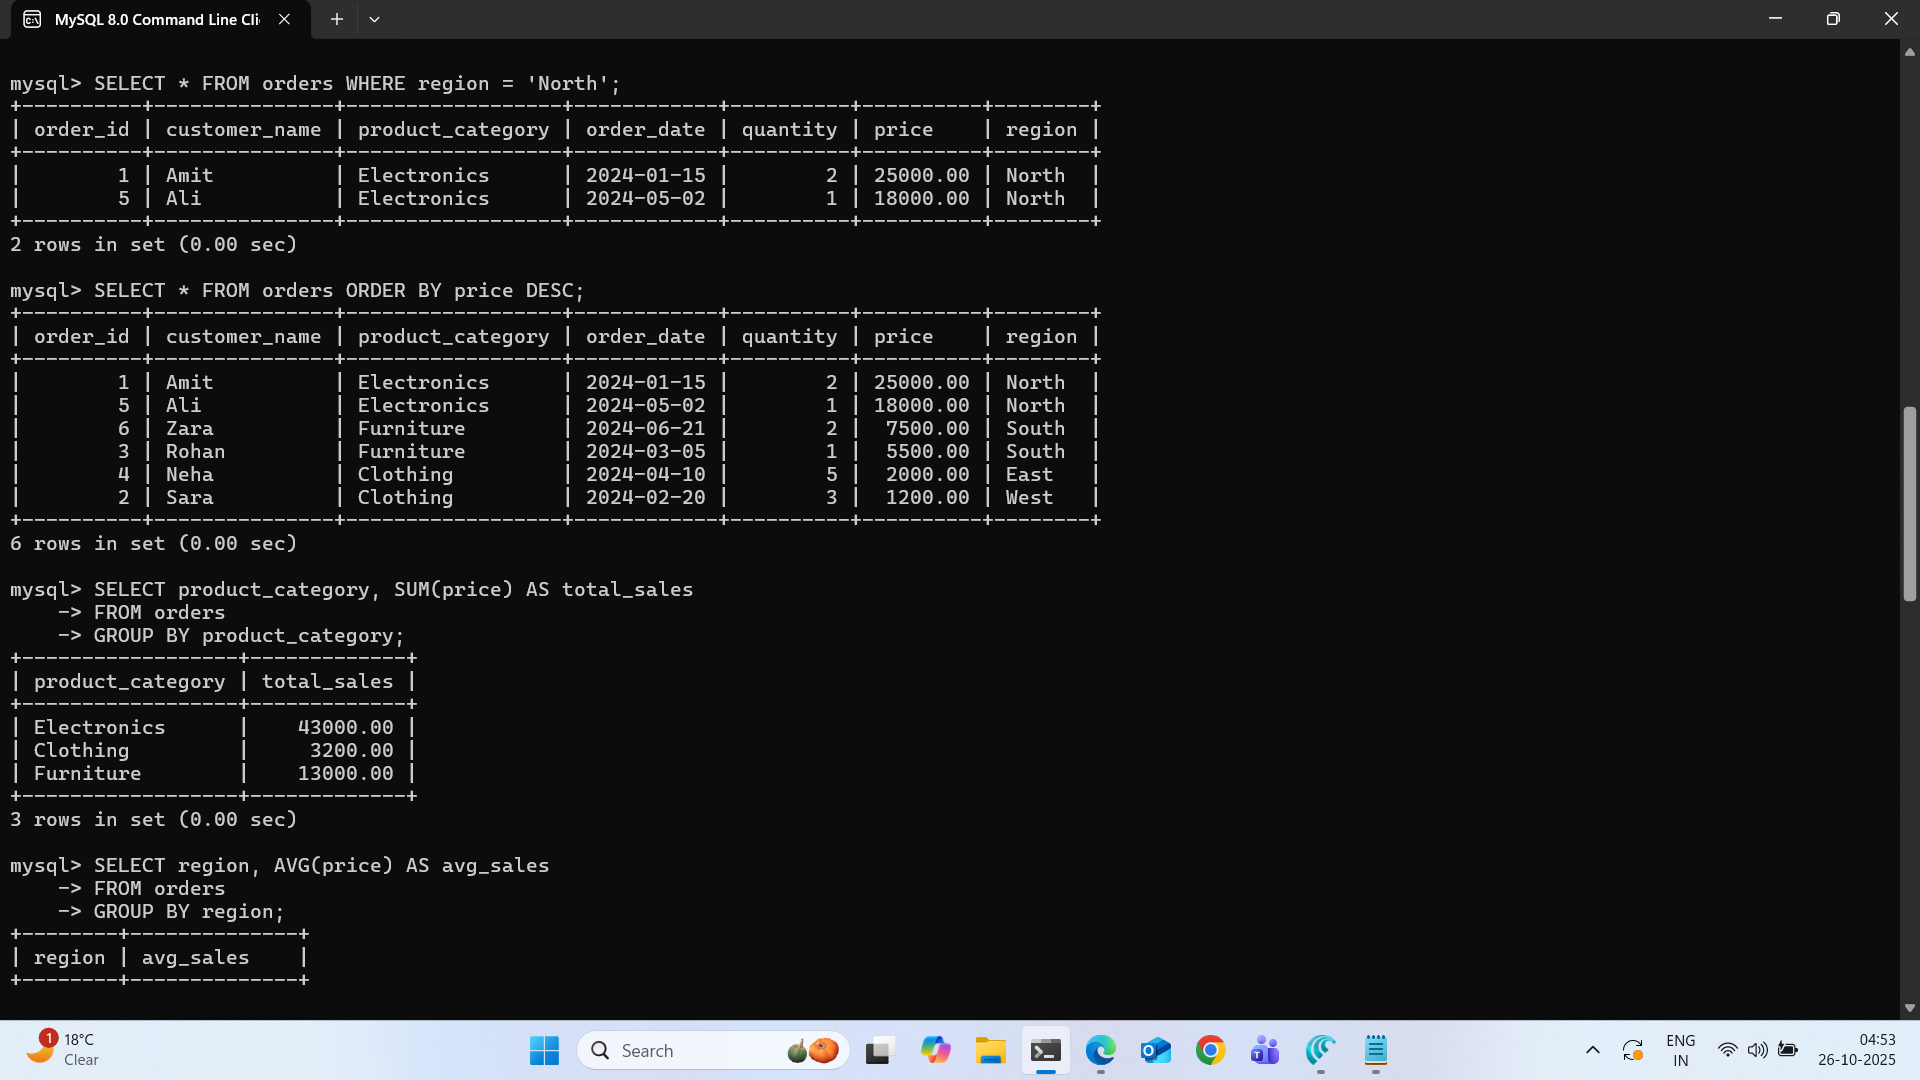 MySQL 8.0 Command Line Cli
mysql> SELECT * FROM orders WHERE region = 'North';
+----------+---------------+------------------+------------+----------+----------+--------+
| order_id | customer_name | product_category | order_date | quantity | price    | region |
+----------+---------------+------------------+------------+----------+----------+--------+
|        1 | Amit          | Electronics      | 2024-01-15 |        2 | 25000.00 | North  |
|        5 | Ali           | Electronics      | 2024-05-02 |        1 | 18000.00 | North  |
+----------+---------------+------------------+------------+----------+----------+--------+
2 rows in set (0.00 sec)
mysql> SELECT * FROM orders ORDER BY price DESC;
+----------+---------------+------------------+------------+----------+----------+--------+
| order_id | customer_name | product_category | order_date | quantity | price    | region |
+----------+---------------+------------------+------------+----------+----------+--------+
|        1 | Amit          | Electronics      | 2024-01-15 |        2 | 25000.00 | North  |
|        5 | Ali           | Electronics      | 2024-05-02 |        1 | 18000.00 | North  |
|        6 | Zara          | Furniture        | 2024-06-21 |        2 |  7500.00 | South  |
|        3 | Rohan         | Furniture        | 2024-03-05 |        1 |  5500.00 | South  |
|        4 | Neha          | Clothing         | 2024-04-10 |        5 |  2000.00 | East   |
|        2 | Sara          | Clothing         | 2024-02-20 |        3 |  1200.00 | West   |
+----------+---------------+------------------+------------+----------+----------+--------+
6 rows in set (0.00 sec)
mysql> SELECT product_category, SUM(price) AS total_sales
    -> FROM orders
    -> GROUP BY product_category;
+------------------+-------------+
| product_category | total_sales |
+------------------+-------------+
| Electronics      |    43000.00 |
| Clothing         |     3200.00 |
| Furniture        |    13000.00 |
+------------------+-------------+
3 rows in set (0.00 sec)
mysql> SELECT region, AVG(price) AS avg_sales
    -> FROM orders
    -> GROUP BY region;
+--------+--------------+
| region | avg_sales    |
+--------+--------------+
1
18°C
Clear
Search
ENG
IN
04:53
26-10-2025